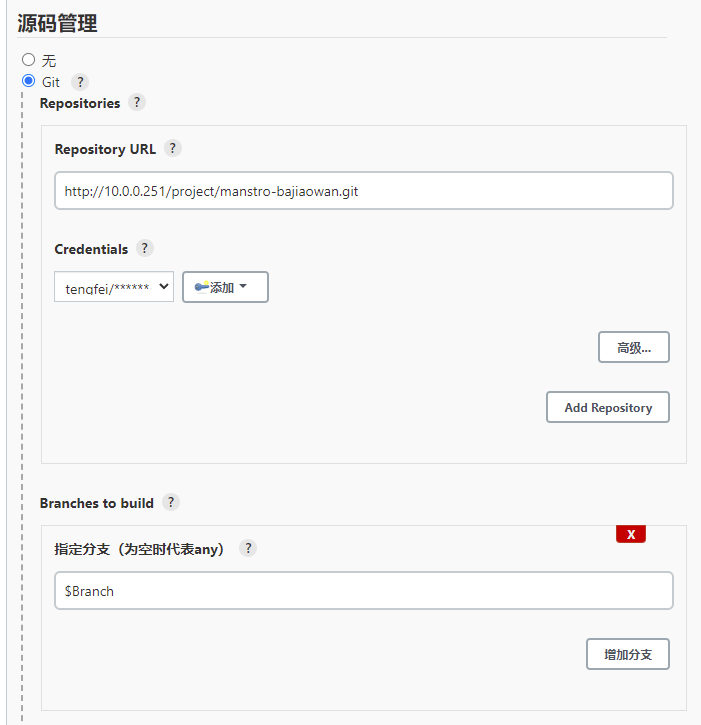 源码管理
无
Git ?
Repositories ?
Repository URL ?
http://10.0.0.251/project/manstro-bajiaowan.git
Credentials ?
tengfei/****** 添加
高级...
Add Repository
Branches to build ?
X
指定分支（为空时代表any） ?
$Branch
增加分支